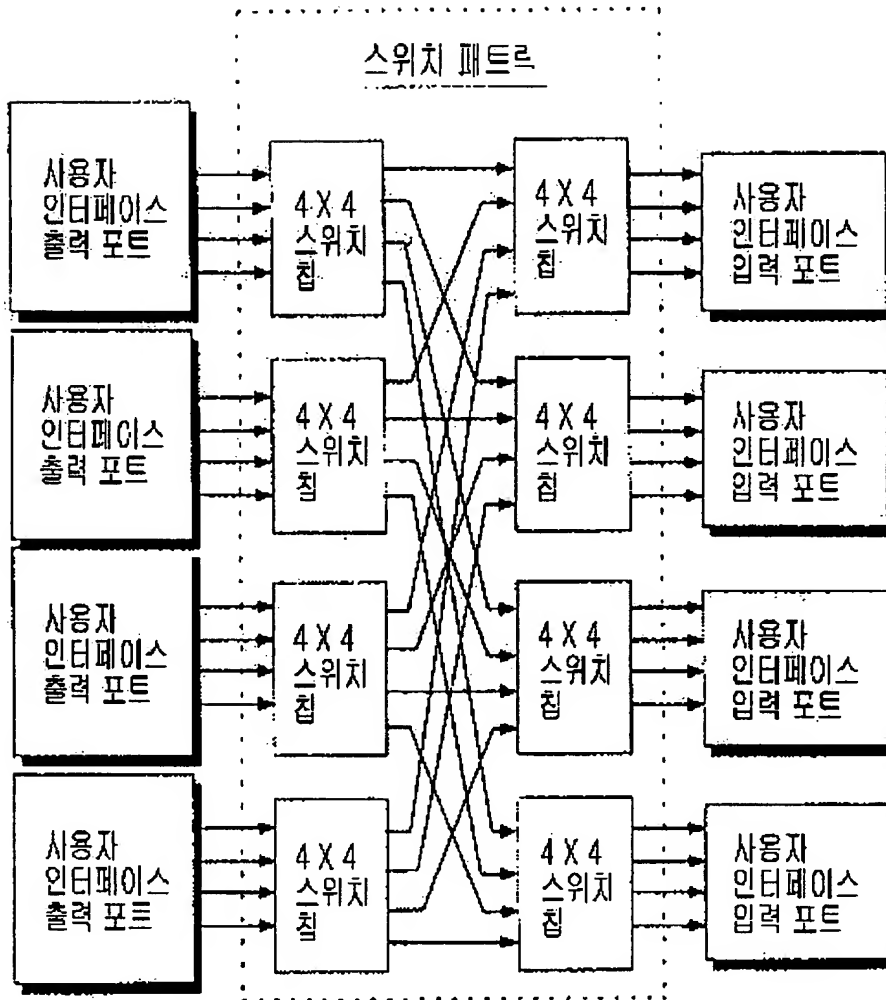 스위치 패트르
사용자
인터페이스
출력 포트
4 X 4
스위치
칩
4 X 4
스위치
칩
사용자
인터페이스
입력 포트
사용자
인터페이스
출력 포트
4 X 4
스위치
칩
4 X 4
스위치
칩
사용자
인터페이스
입력 포트
사용자
인터페이스
출력 포트
4 X 4
스위치
칩
4 X 4
스위치
칩
사용자
인터페이스
입력 포트
사용자
인터페이스
출력 포트
4 X 4
스위치
칩
4 X 4
스위치
칩
사용자
인터페이스
입력 포트